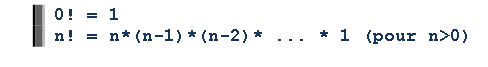 0! = 1
n! = n*(n-1)*(n-2)* ... * 1 (pour n>0)